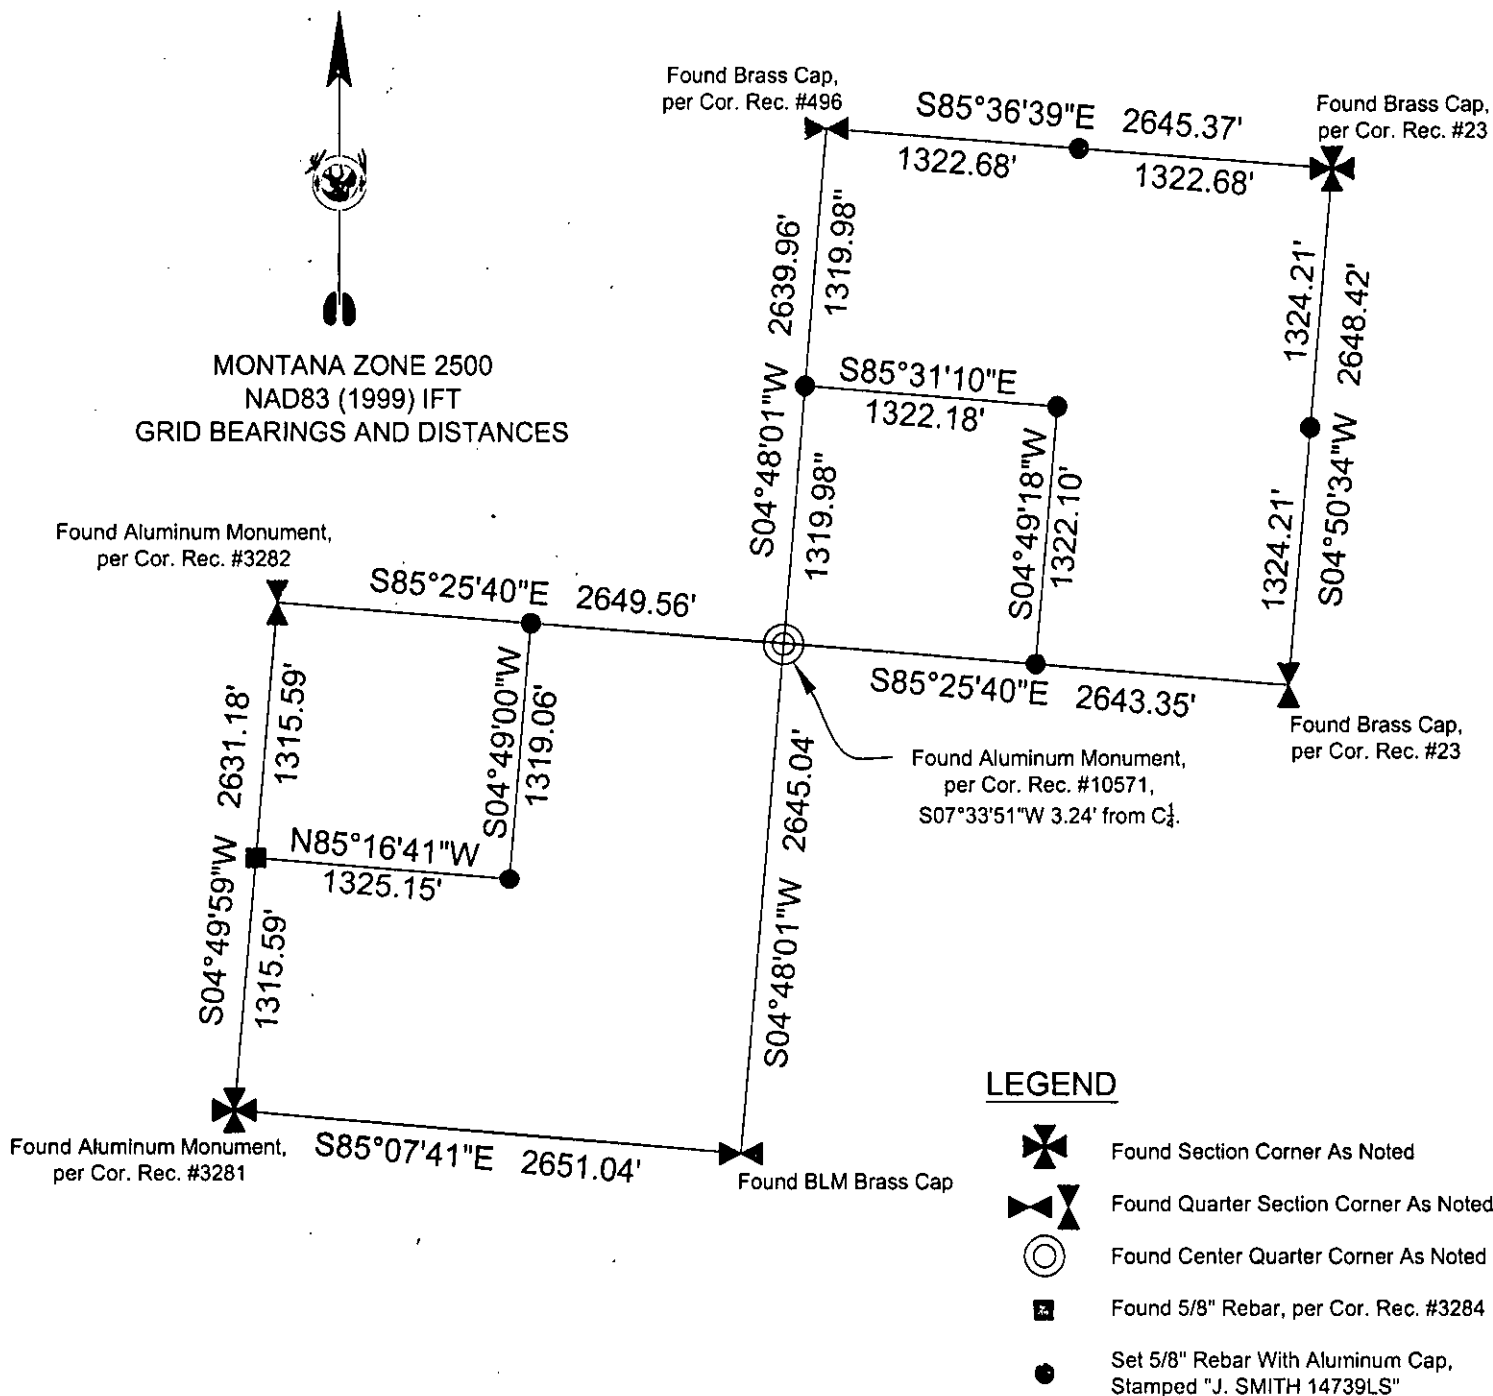 Found Brass Cap,
per Cor. Rec. #496
S85°36'39"E 2645.37'
1322.68'
1322.68'
Found Brass Cap,
per Cor. Rec. #23
2639.96'
1319.98"
1324.21'
2648.42'
MONTANA ZONE 2500
NAD83 (1999) IFT
GRID BEARINGS AND DISTANCES
S85°31'10"E
1322.18'
S04°48'01"W
1319.98"
S04°49'18"W
1322.10'
1324.21'
S04°50'34"W
Found Aluminum Monument,
per Cor. Rec. #3282
S85°25'40"E 2649.56'
S85°25'40"E 2643.35'
Found Brass Cap,
per Cor. Rec. #23
2631.18'
1315.59'
S04°49'00"W
1319.06'
2645.04'
Found Aluminum Monument,
per Cor. Rec. #10571,
S07°33'51"W 3.24' from C¼.
N85°16'41"W
1325.15'
S04°49'59"W
1315.59'
S04°48'01"W
Found Aluminum Monument,
per Cor. Rec. #3281
S85°07'41"E 2651.04'
Found BLM Brass Cap
LEGEND
Found Section Corner As Noted
Found Quarter Section Corner As Noted
Found Center Quarter Corner As Noted
Found 5/8" Rebar, per Cor. Rec. #3284
Set 5/8" Rebar With Aluminum Cap,
Stamped "J. SMITH 14739LS"